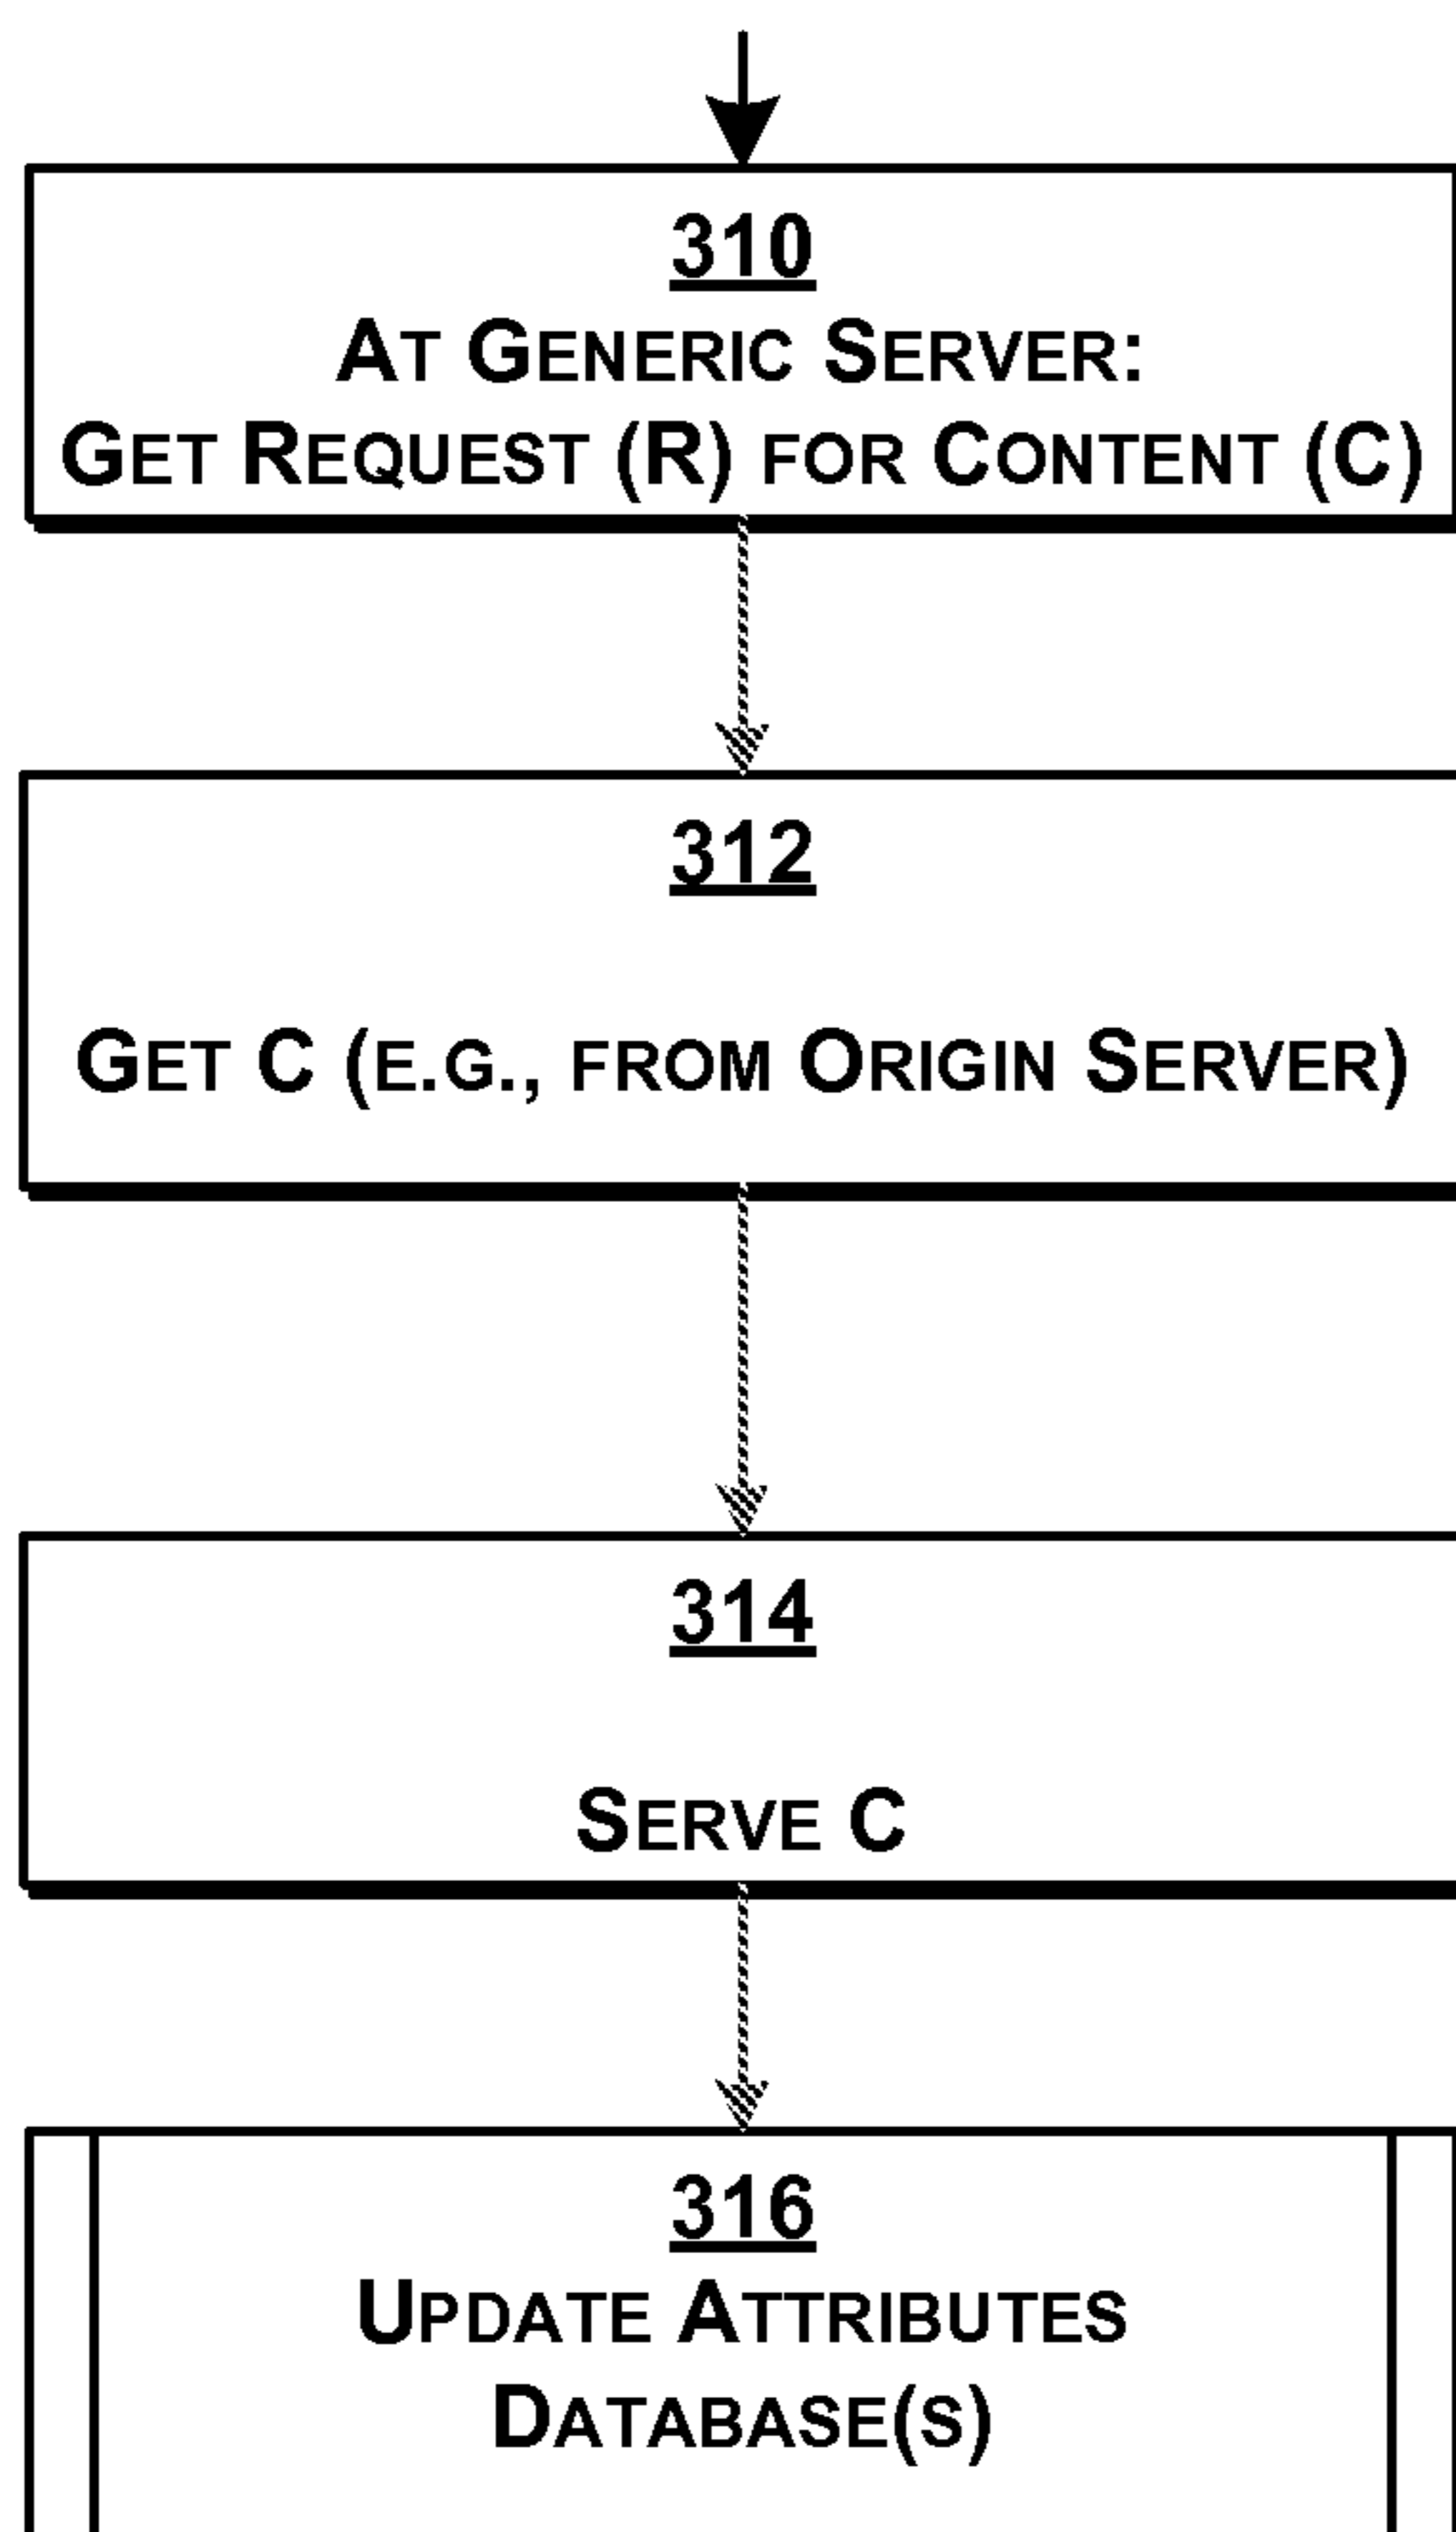 310
AT GENERIC SERVER:
GET REQUEST (R) FOR CONTENT (C)
312
GET C (E.G., FROM ORIGIN SERVER)
314
SERVE C
316
UPDATE ATTRIBUTES
DATABASE(S)